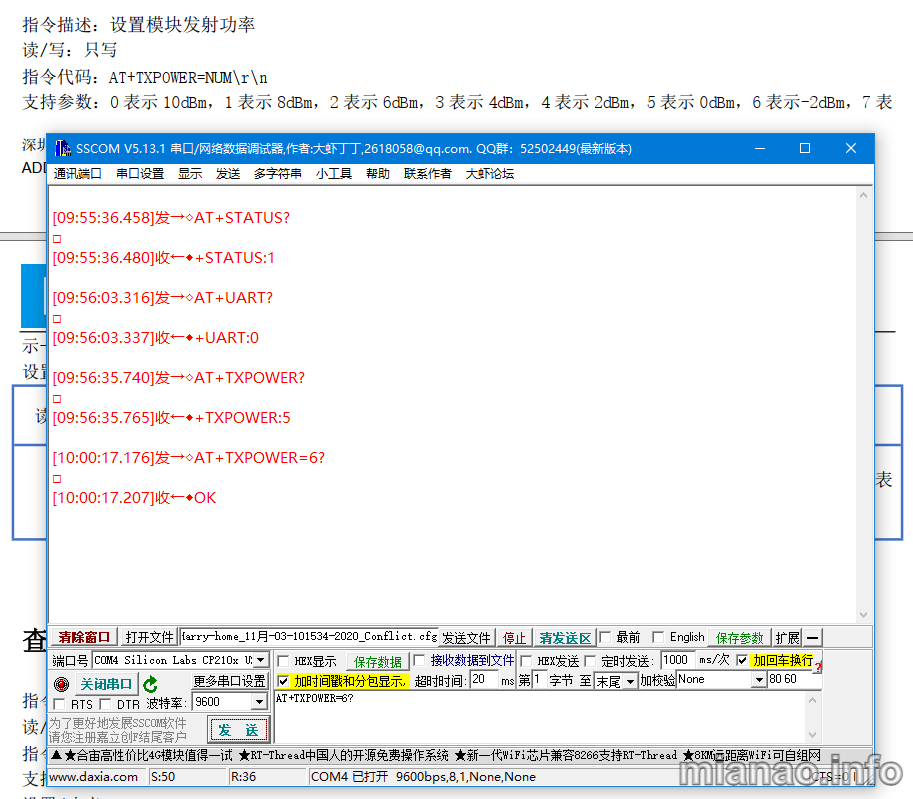 指令描述：设置模块发射功率
读/写：只写
指令代码：AT+TXPOWER=NUM\r\n
支持参数：0 表示 10dBm，1 表示 8dBm，2 表示 6dBm，3 表示 4dBm，4 表示 2dBm，5 表示 0dBm，6 表示-2dBm，7 表
深圳
SSCOM V5.13.1 串口/网络数据调试器,作者:大虾丁丁,2618058@qq.com. QQ群：52502449(最新版本)
通讯端口 串口设置 显示 发送 多字符串 小工具 帮助 联系作者 大虾论坛
[09:55:36.458]发→◇AT+STATUS?
□
[09:55:36.480]收←◆+STATUS:1
[09:56:03.316]发→◇AT+UART?
□
[09:56:03.337]收←◆+UART:0
示
设置
[09:56:35.740]发→◇AT+TXPOWER?
□
读
[09:56:35.765]收←◆+TXPOWER:5
[10:00:17.176]发→◇AT+TXPOWER=6?
□
表
[10:00:17.207]收←◆OK
查
清除窗口 打开文件 arry-home_11月-03-101534-2020_Conflict.cfg 发送文件 停止 清发送区 最前 English 保存参数 扩展 —
端口号 COM4 Silicon Labs CP210x 保存数据 HEX显示 接收数据到文件 HEX发送 定时发送: 1000 ms/次 加回车换行
关闭串口 更多串口设置 加时间戳和分包显示, 超时时间: 20 ms 第 1 字节 至 末尾 加校验 None 80 60
RTS DTR 波特率: 9600 AT+TXPOWER=6?
为了更好地发展SSCOM软件
请您注册嘉立创F结尾客户
发 送
指
读/
指令
支持
▲★合宙高性价比4G模块值得一试 ★RT-Thread中国人的开源免费操作系统 ★新一代WiFi芯片兼容8266支持RT-Thread ★8KM远距离WiFi可自组网
www.daxia.com S:50 R:36 COM4 已打开 9600bps,8,1,None,None CTS=0
mianao.info